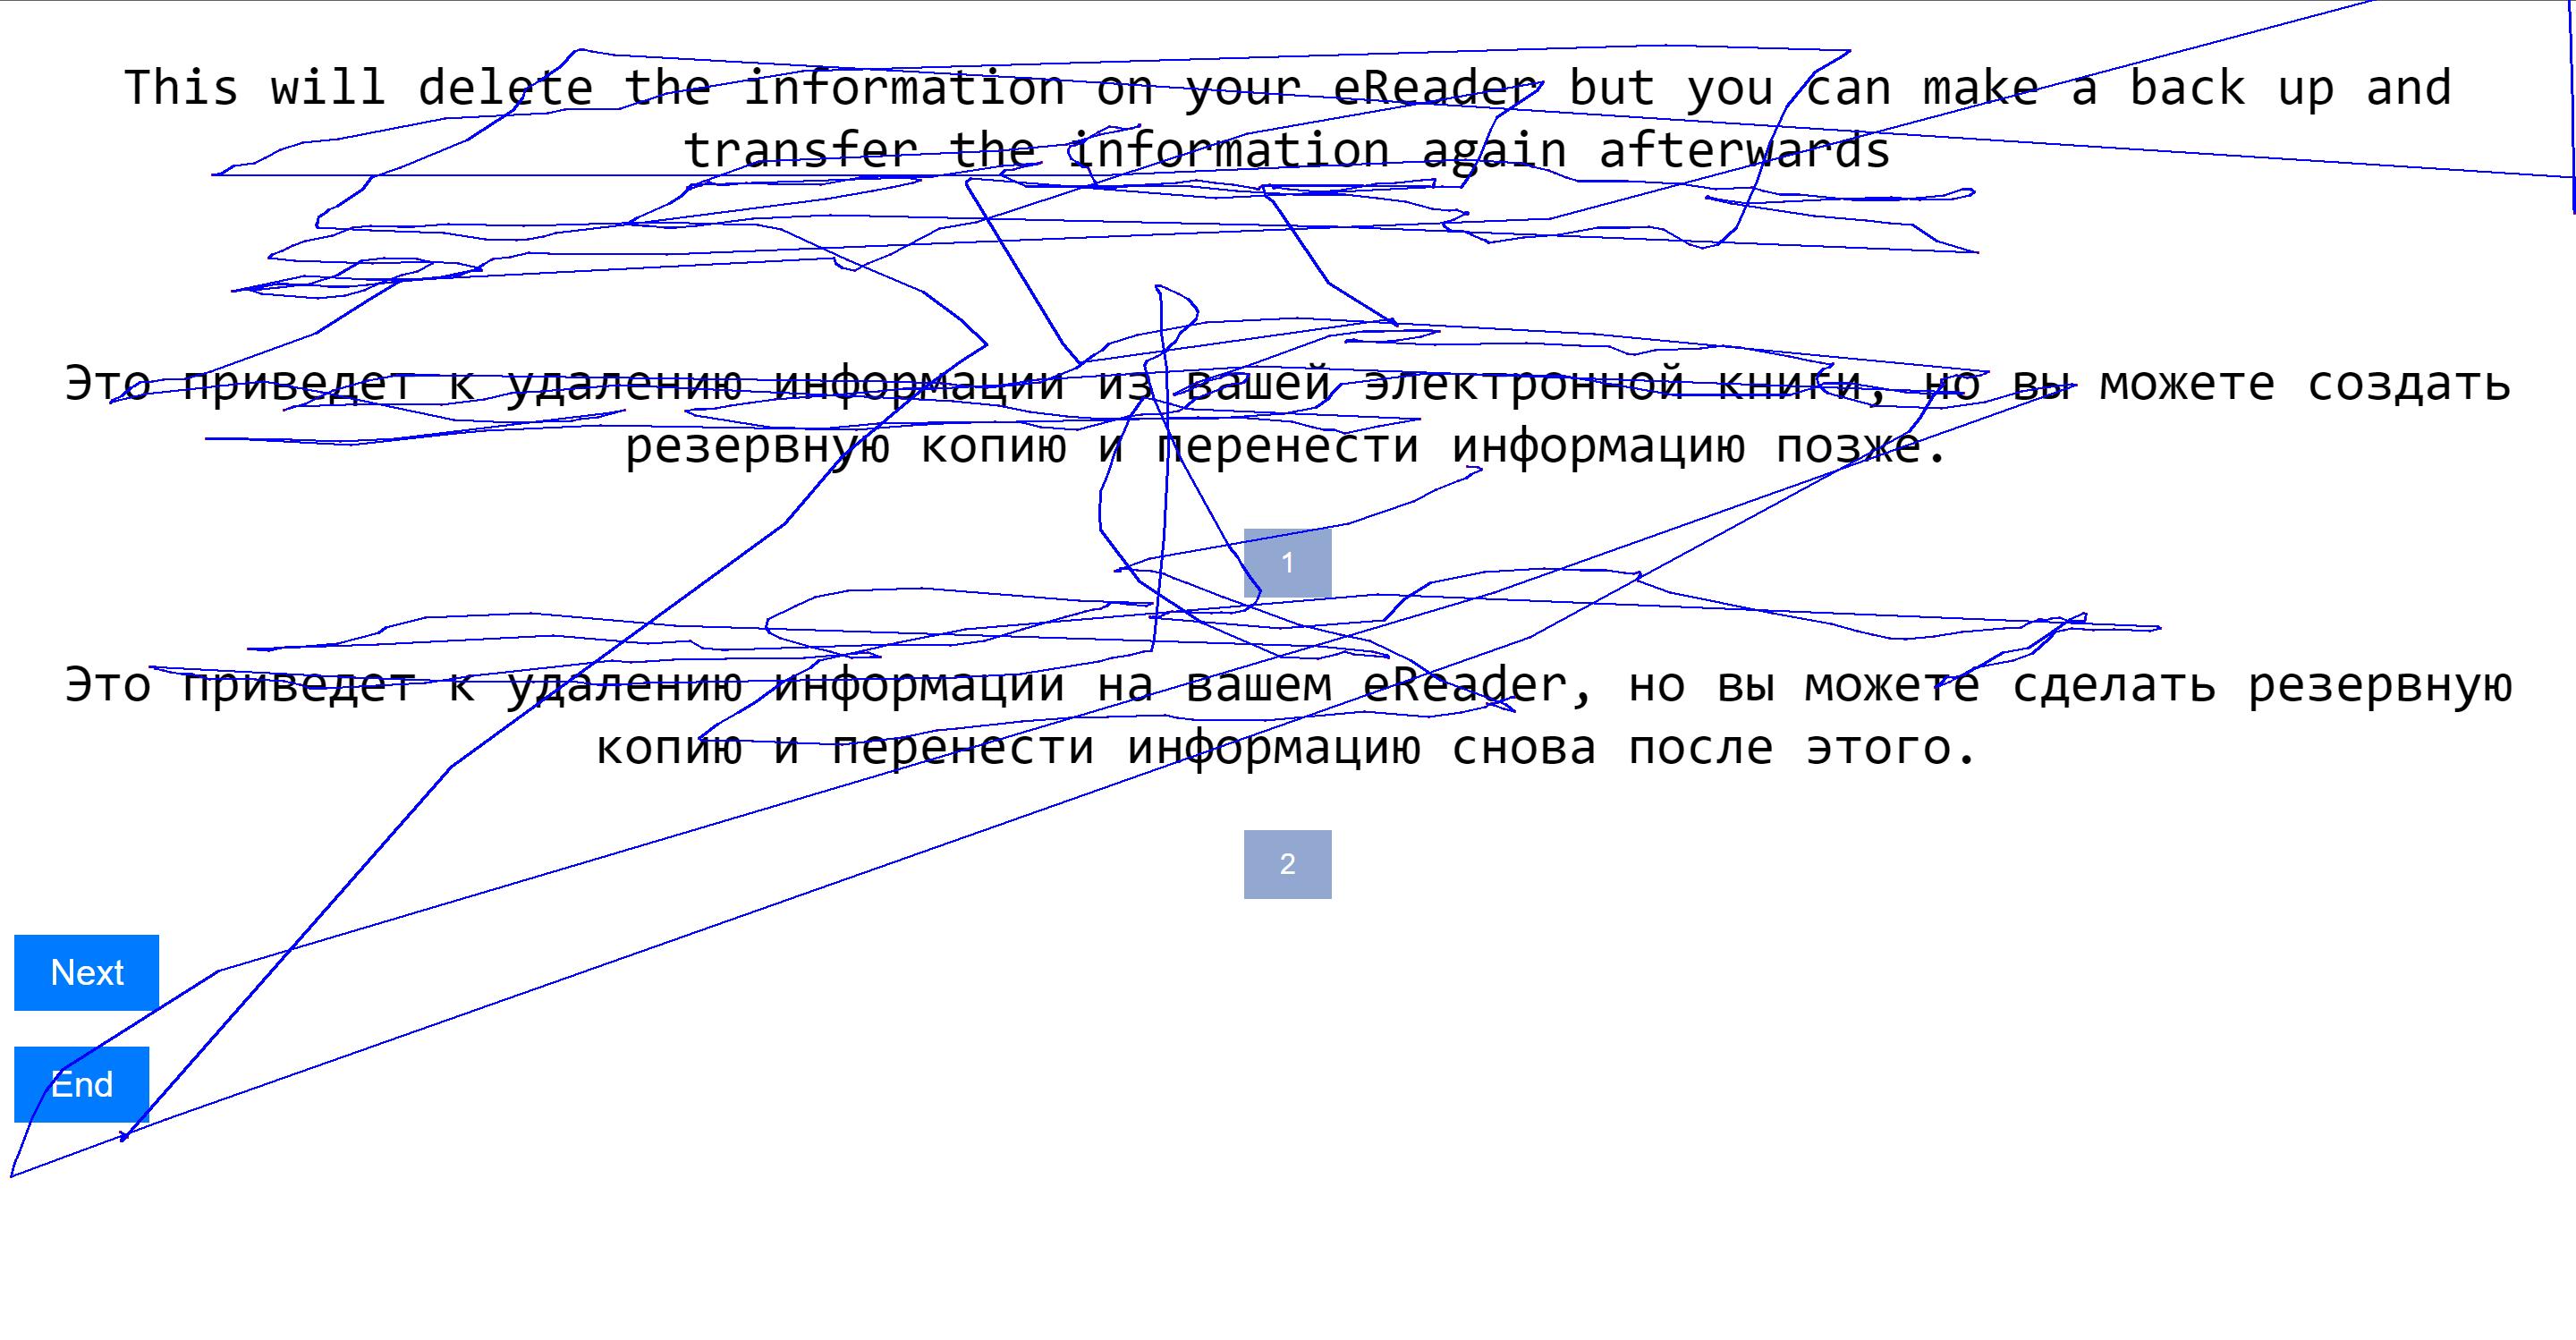 This will delete the information on your eReader but you can make a back up and
transfer the information again afterwards
Это приведет к удалению информации из вашей электронной книги, но вы можете создать
резервную копию и перенести информацию позже.
1
Это приведет к удалению информации на вашем eReader, но вы можете сделать резервную
копию и перенести информацию снова после этого.
2
Next
End